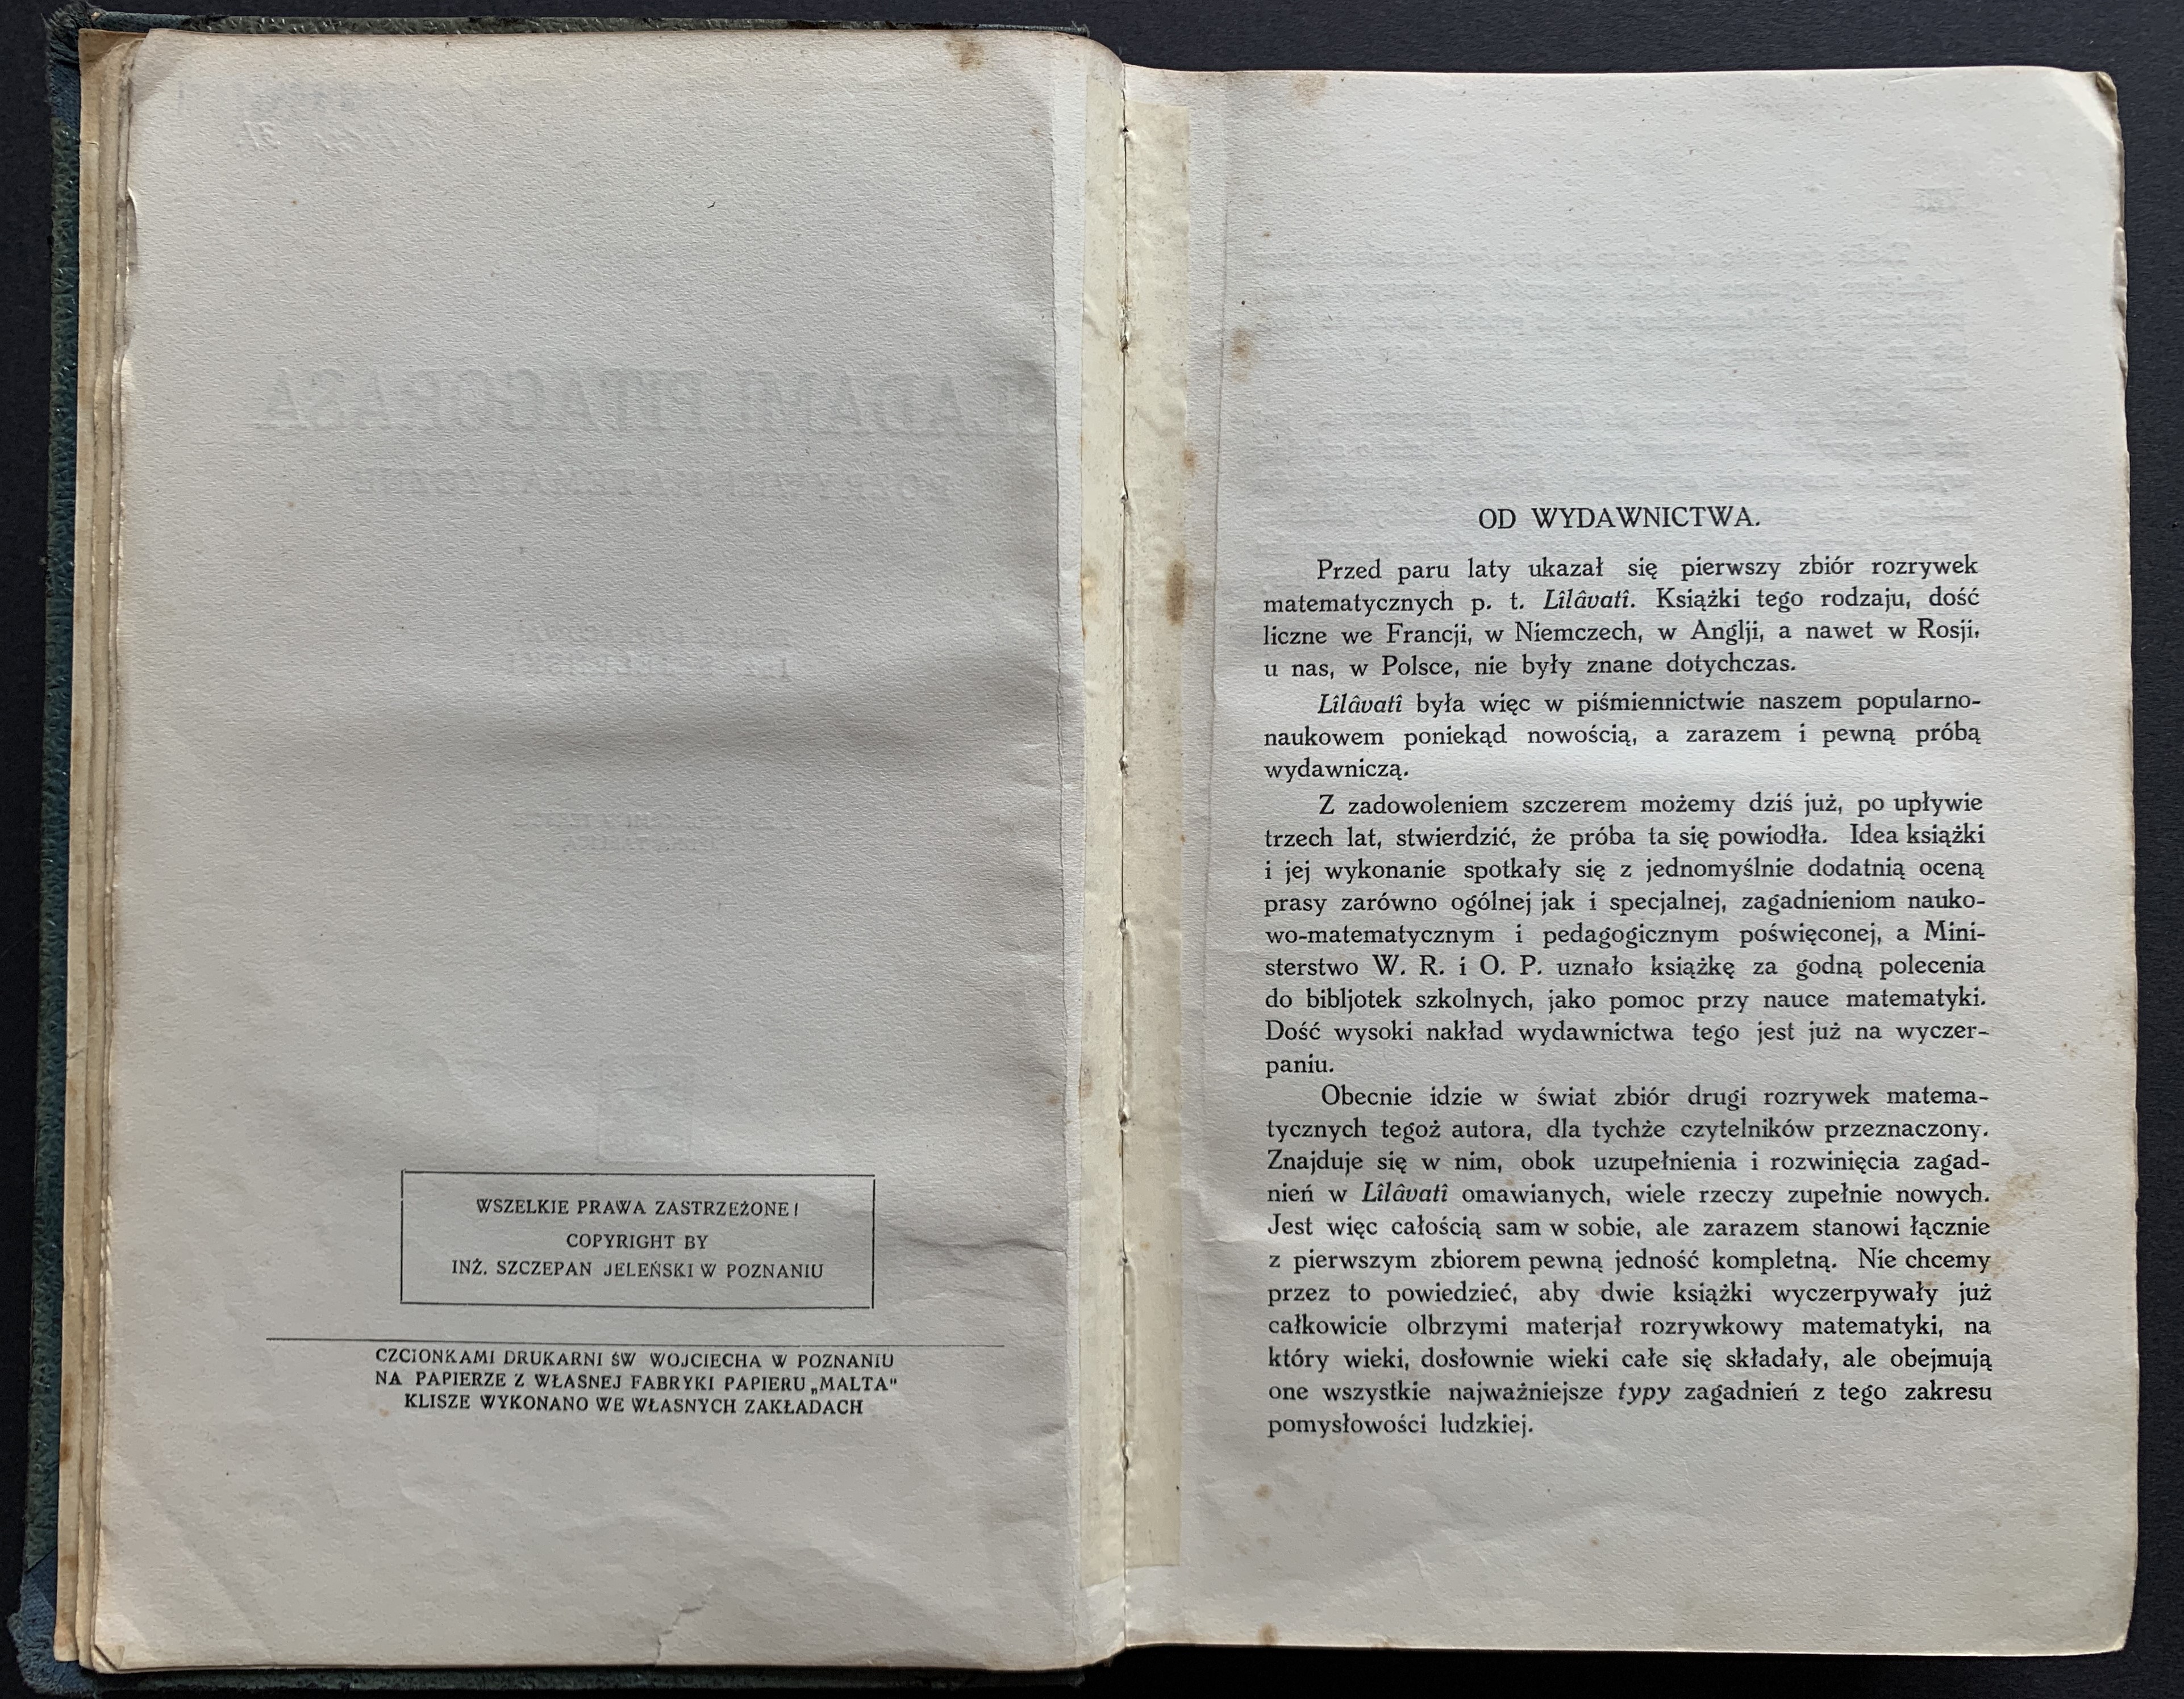 WSZELKIE PRAWA ZASTRZEŻONE!
COPYRIGHT BY
INŻ. SZCZEPAN JELEŃSKI W POZNANIU
CZCIONKAMI DRUKARNI ŚW WOJCIECHA W POZNANIU
NA PAPIERZE Z WŁASNEJ FABRYKI PAPIERU „MALTA"
KLISZE WYKONANO WE WŁASNYCH ZAKŁADACH
OD WYDAWNICTWA.
Przed paru laty ukazał się pierwszy zbiór rozrywek
matematycznych p. t. Lîlâvatî. Książki tego rodzaju, dość
liczne we Francji, w Niemczech, w Anglji, a nawet w Rosji,
u nas, w Polsce, nie były znane dotychczas.
Lîlâvatî była więc w piśmiennictwie naszem popularno-
naukowem poniekąd nowością, a zarazem i pewną próbą
wydawniczą.
Z zadowoleniem szczerem możemy dziś już, po upływie
trzech lat, stwierdzić, że próba ta się powiodła. Idea książki
i jej wykonanie spotkały się z jednomyślnie dodatnią oceną
prasy zarówno ogólnej jak i specjalnej, zagadnieniom nauko-
wo-matematycznym i pedagogicznym poświęconej, a Mini-
sterstwo W. R. i O. P. uznało książkę za godną polecenia
do bibljotek szkolnych, jako pomoc przy nauce matematyki.
Dość wysoki nakład wydawnictwa tego jest już na wyczer-
paniu.
Obecnie idzie w świat zbiór drugi rozrywek matema-
tycznych tegoż autora, dla tychże czytelników przeznaczony.
Znajduje się w nim, obok uzupełnienia i rozwinięcia zagad-
nień w Lîlâvatî omawianych, wiele rzeczy zupełnie nowych.
Jest więc całością sam w sobie, ale zarazem stanowi łącznie
z pierwszym zbiorem pewną jedność kompletną. Nie chcemy
przez to powiedzieć, aby dwie książki wyczerpywały już
całkowicie olbrzymi materjał rozrywkowy matematyki, na
który wieki, dosłownie wieki całe się składały, ale obejmują
one wszystkie najważniejsze typy zagadnień z tego zakresu
pomysłowości ludzkiej.